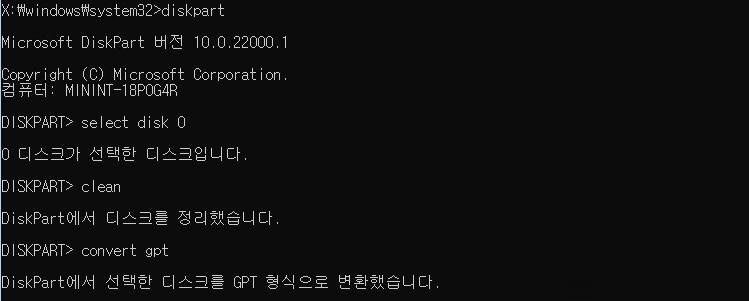 X:₩windows₩system32>diskpart
Microsoft DiskPart 버전 10.0.22000.1
Copyright (C) Microsoft Corporation.
컴퓨터: MININT-18P0G4R
DISKPART> select disk 0
0 디스크가 선택한 디스크입니다.
DISKPART> clean
DiskPart에서 디스크를 정리했습니다.
DISKPART> convert gpt
DiskPart에서 선택한 디스크를 GPT 형식으로 변환했습니다.